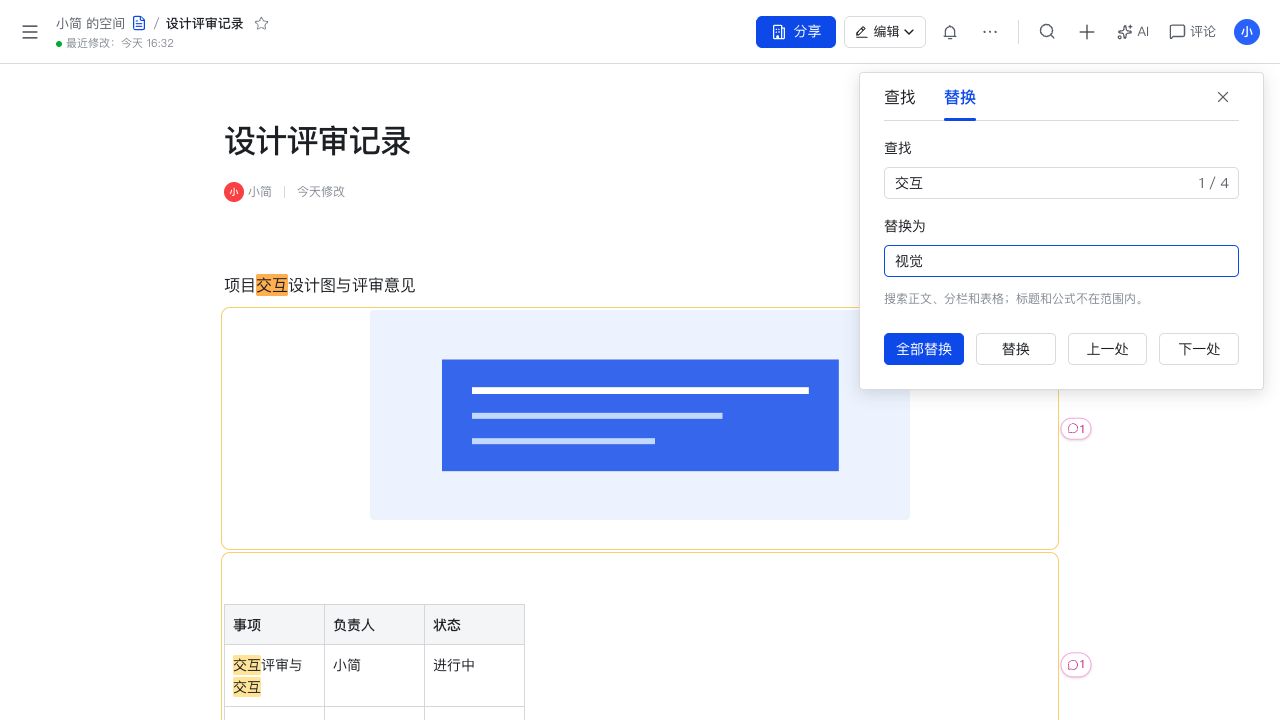 小简 的空间 / 设计评审记录
最近修改: 今天 16:32
分享
编辑
AI
评论
小
设计评审记录
小 小简 今天修改
项目交互设计图与评审意见
查找 替换
查找
交互 1 / 4
替换为
视觉
搜索正文、分栏和表格；标题和公式不在范围内。
全部替换 替换 上一处 下一处
1
事项 负责人 状态
交互评审与 小简 进行中
交互
1